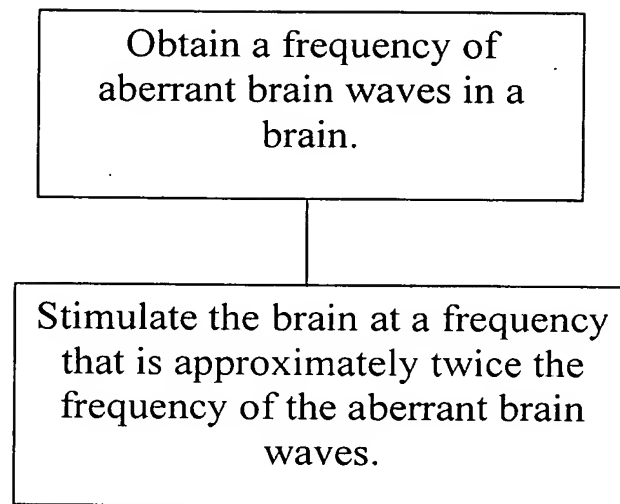 Obtain a frequency of
aberrant brain waves in a
brain.
Stimulate the brain at a frequency
that is approximately twice the
frequency of the aberrant brain
waves.